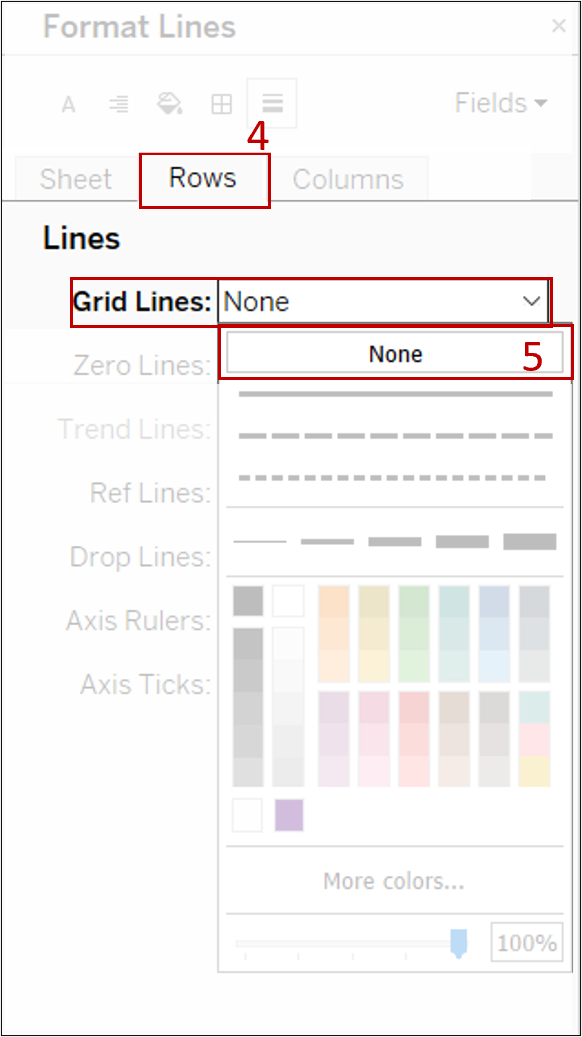 Format Lines ×
A Fields
4
Sheet Rows Columns
Lines
Grid Lines: None
None 5
Zero Lines:
Trend Lines:
Ref Lines:
Drop Lines:
Axis Rulers:
Axis Ticks:
More colors...
100%